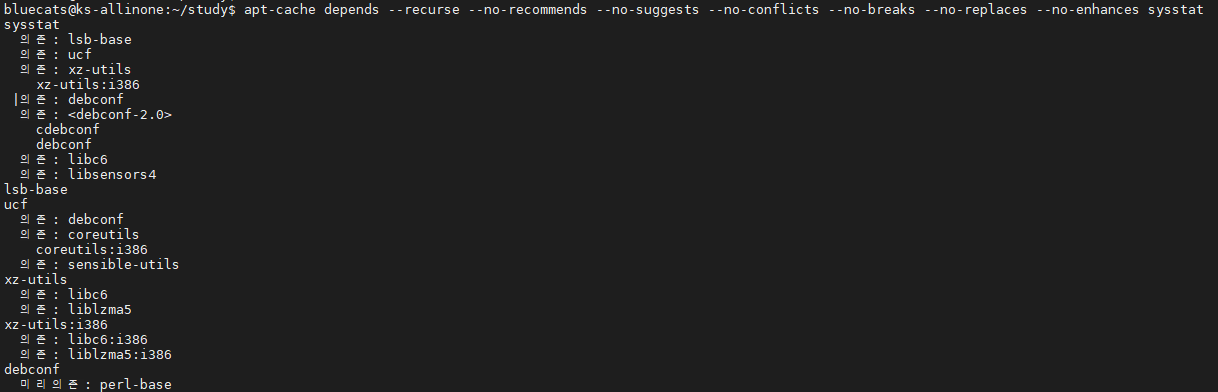 bluecats@ks-allinone:~/study$ apt-cache depends --recurse --no-recommends --no-suggests --no-conflicts --no-breaks --no-replaces --no-enhances sysstat
sysstat
  의존: lsb-base
  의존: ucf
  의존: xz-utils
    xz-utils:i386
 |의존: debconf
  의존: <debconf-2.0>
    cdebconf
    debconf
  의존: libc6
  의존: libsensors4
lsb-base
ucf
  의존: debconf
  의존: coreutils
    coreutils:i386
  의존: sensible-utils
xz-utils
  의존: libc6
  의존: liblzma5
xz-utils:i386
  의존: libc6:i386
  의존: liblzma5:i386
debconf
  미리의존: perl-base